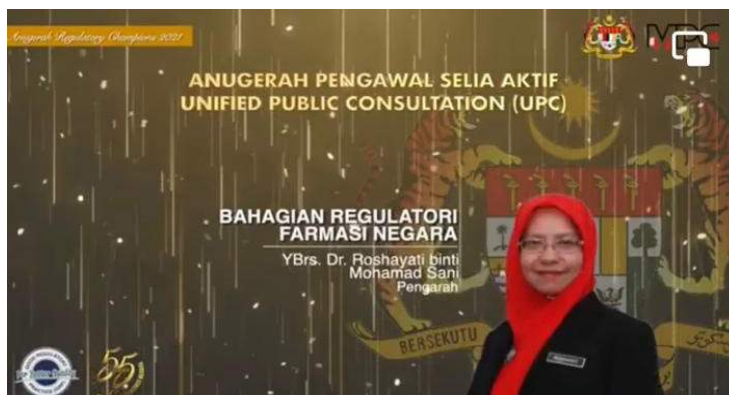 Anugerah Regulatory Champions 2021
MPC
ANUGERAH PENGAWAL SELIA AKTIF
UNIFIED PUBLIC CONSULTATION (UPC)
BAHAGIAN REGULATORI
FARMASI NEGARA
YBrs. Dr. Roshayati binti
Mohamad Sani
Pengarah
BERSEKUTU
55